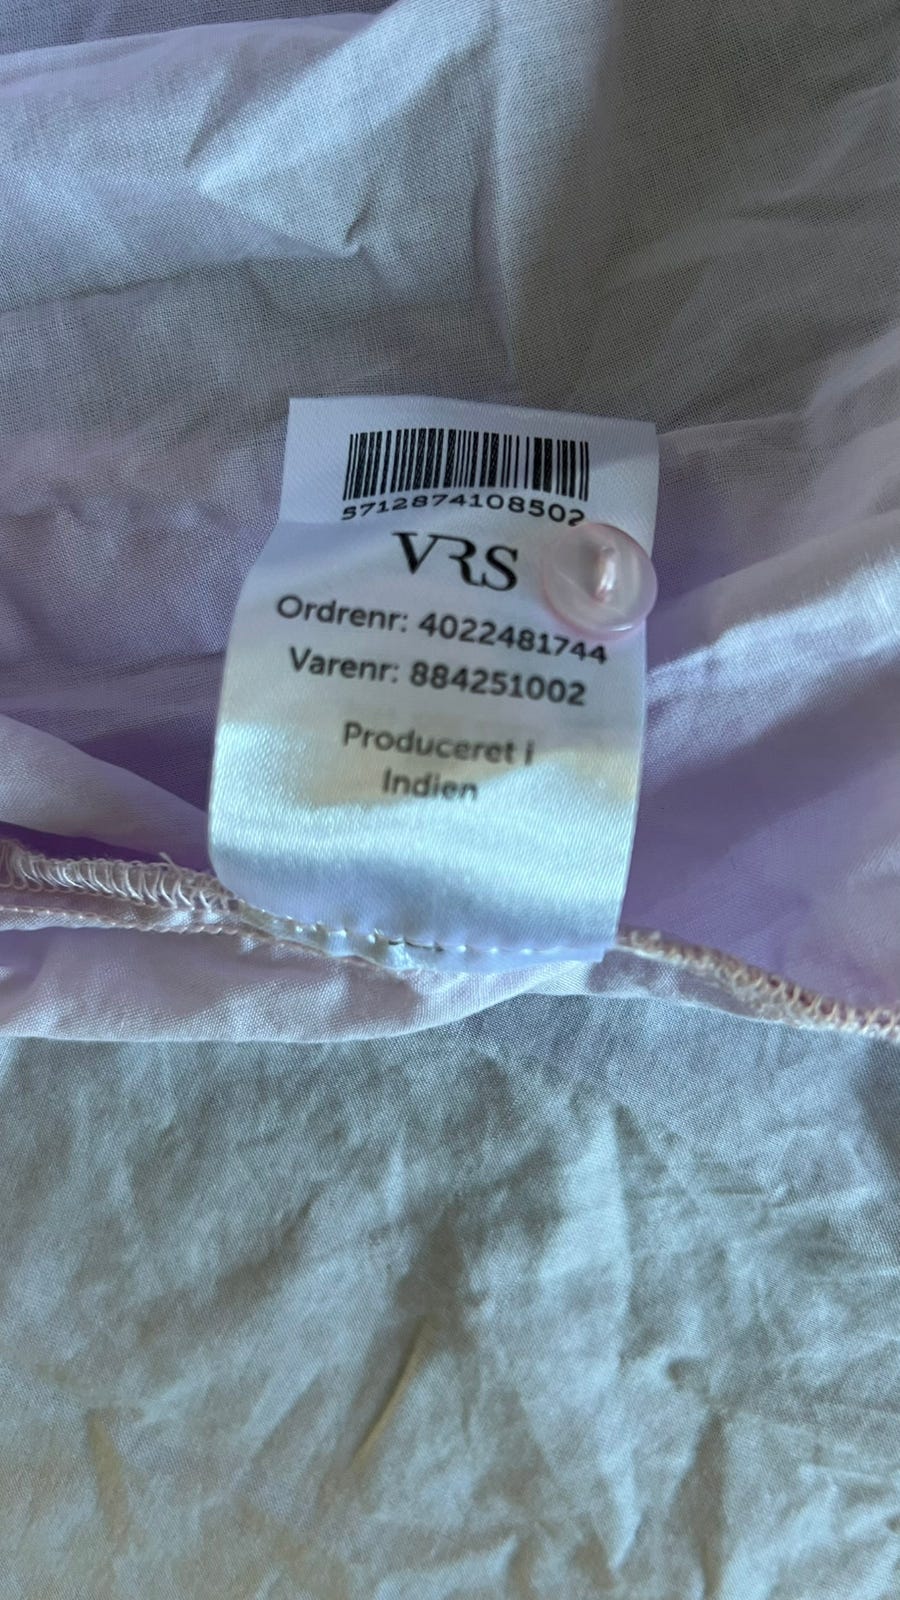 5712874108502
VRS
Ordrenr: 4022481744
Varenr: 884251002
Produceret i
Indien